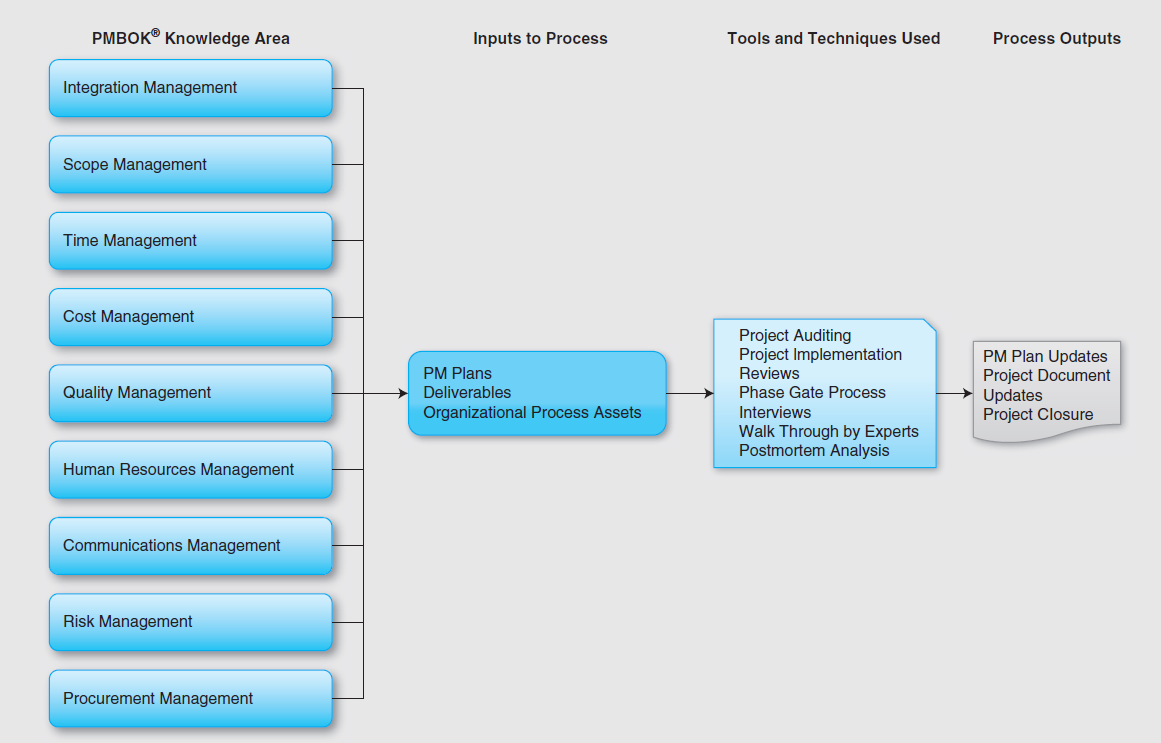 PMBOK® Knowledge Area
Inputs to Process
Tools and Techniques Used
Process Outputs
Integration Management
Scope Management
Time Management
Cost Management
Quality Management
Human Resources Management
Communications Management
Risk Management
Procurement Management
PM Plans
Deliverables
Organizational Process Assets
Project Auditing
Project Implementation
Reviews
Phase Gate Process
Interviews
Walk Through by Experts
Postmortem Analysis
PM Plan Updates
Project Document
Updates
Project Closure